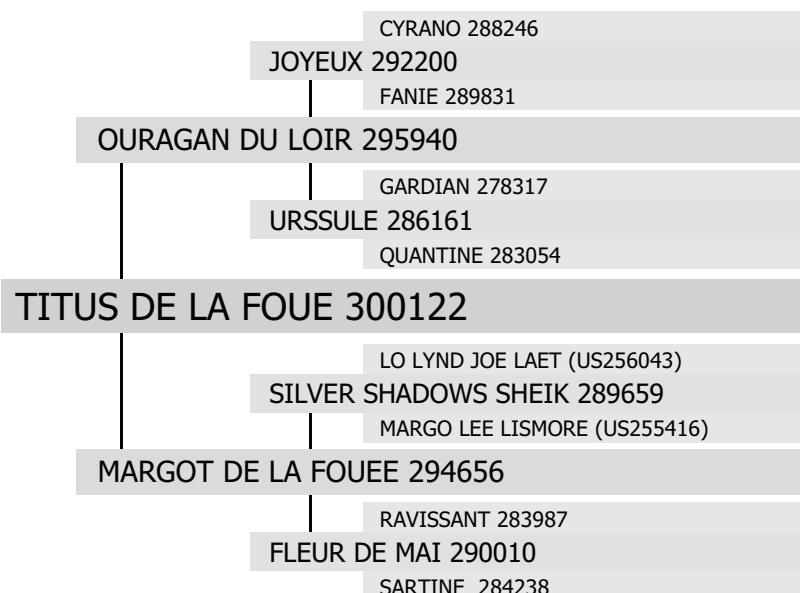 CYRANO 288246
JOYEUX 292200
FANIE 289831
OURAGAN DU LOIR 295940
GARDIAN 278317
URSSULE 286161
QUANTINE 283054
TITUS DE LA FOUE 300122
LO LYND JOE LAET (US256043)
SILVER SHADOWS SHEIK 289659
MARGO LEE LISMORE (US255416)
MARGOT DE LA FOUEE 294656
RAVISSANT 283987
FLEUR DE MAI 290010
SARTINE 284238